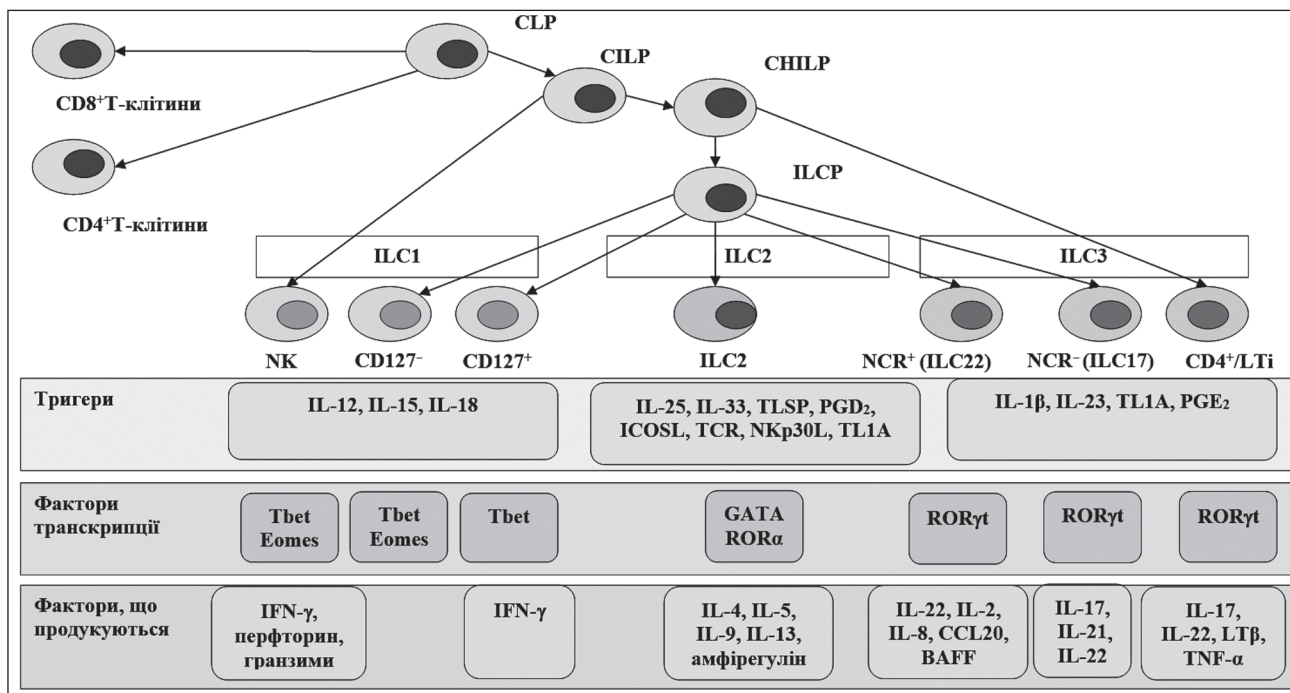 CLP
CILP
CHILP
CD8⁺T-клітини
ILCP
CD4⁺T-клітини
ILC1
ILC2
ILC3
NK
CD127⁻
CD127⁺
ILC2
NCR⁺ (ILC22)
NCR⁻ (ILC17)
CD4⁺/LTi
Тригери
IL-12, IL-15, IL-18
IL-25, IL-33, TLSP, PGD₂,
ICOSL, TCR, NKp30L, TL1A
IL-1β, IL-23, TL1A, PGE₂
Фактори
транскрипції
Tbet
Eomes
Tbet
Eomes
Tbet
GATA
RORα
RORγt
RORγt
RORγt
Фактори, що
продукуються
IFN-γ,
перфторин,
гранзими
IFN-γ
IL-4, IL-5,
IL-9, IL-13,
амфірегулін
IL-22, IL-2,
IL-8, CCL20,
BAFF
IL-17,
IL-21,
IL-22
IL-17,
IL-22, LTβ,
TNF-α